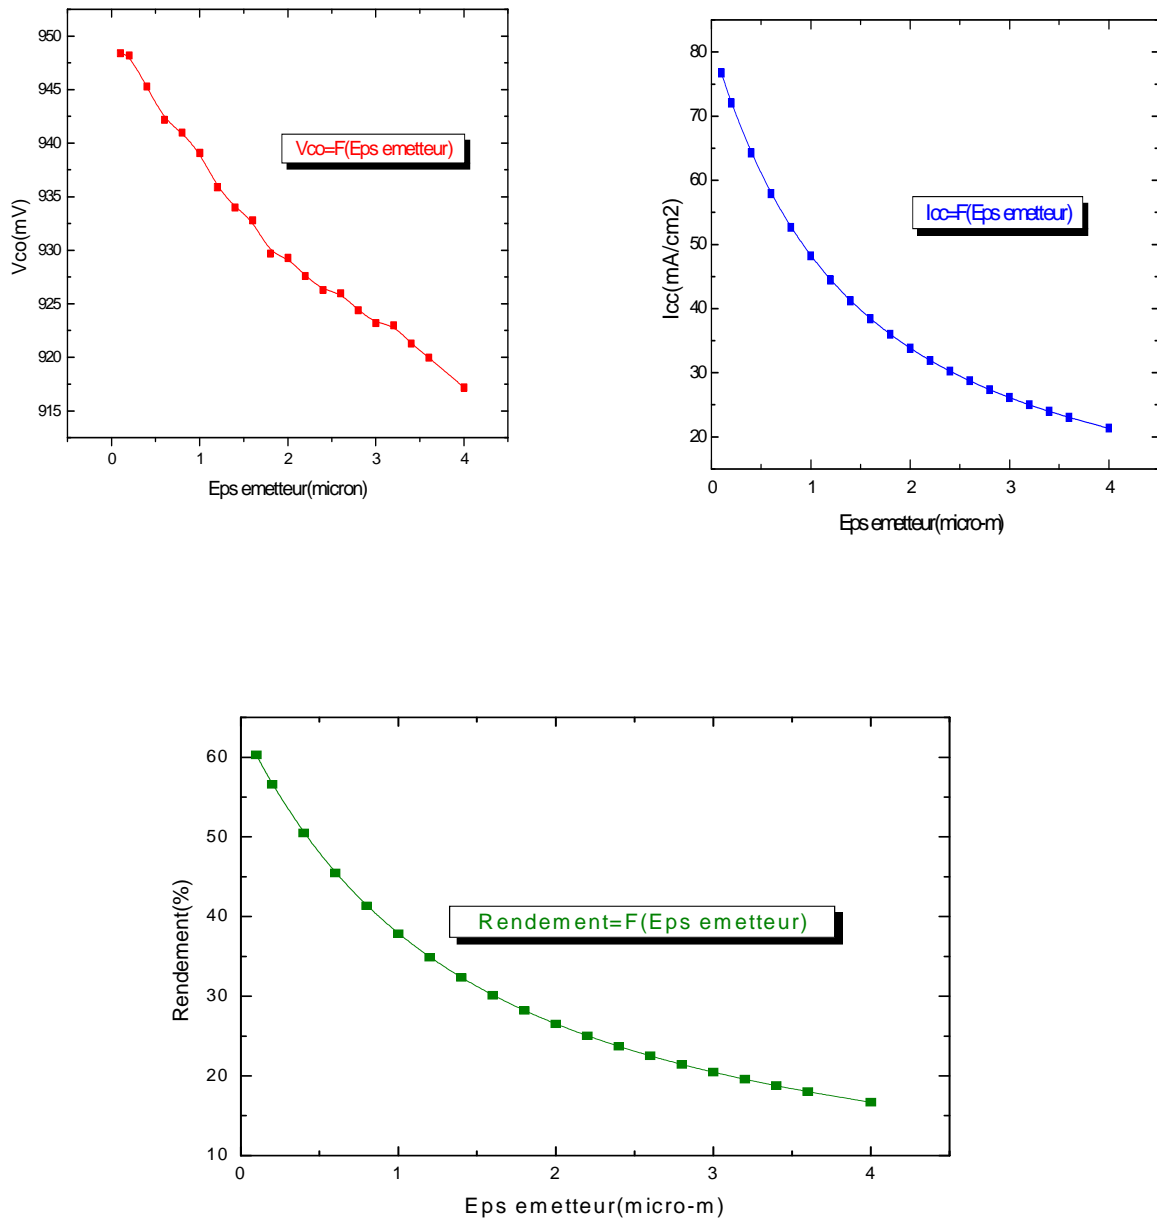 950
945
940
935
930
925
920
915
Vco(mV)
Vco=F(Eps emetteur)
0 1 2 3 4
Eps emetteur(micron)
80
70
60
50
40
30
20
Icc(mA/cm2)
Icc=F(Eps emetteur)
0 1 2 3 4
Eps emetteur(micro-m)
60
50
40
30
20
10
Rendement(%)
Rendement=F(Eps emetteur)
0 1 2 3 4
Eps emetteur(micro-m)